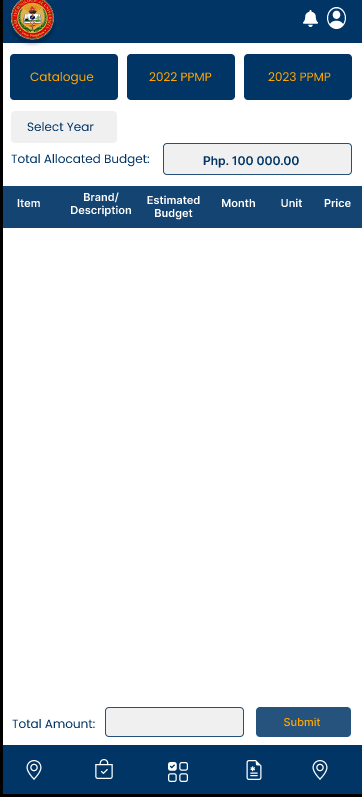 Catalogue
2022 PPMP
2023 PPMP
Select Year
Total Allocated Budget:
Php. 100 000.00
Item
Brand/
Description
Estimated
Budget
Month
Unit
Price
Total Amount:
Submit